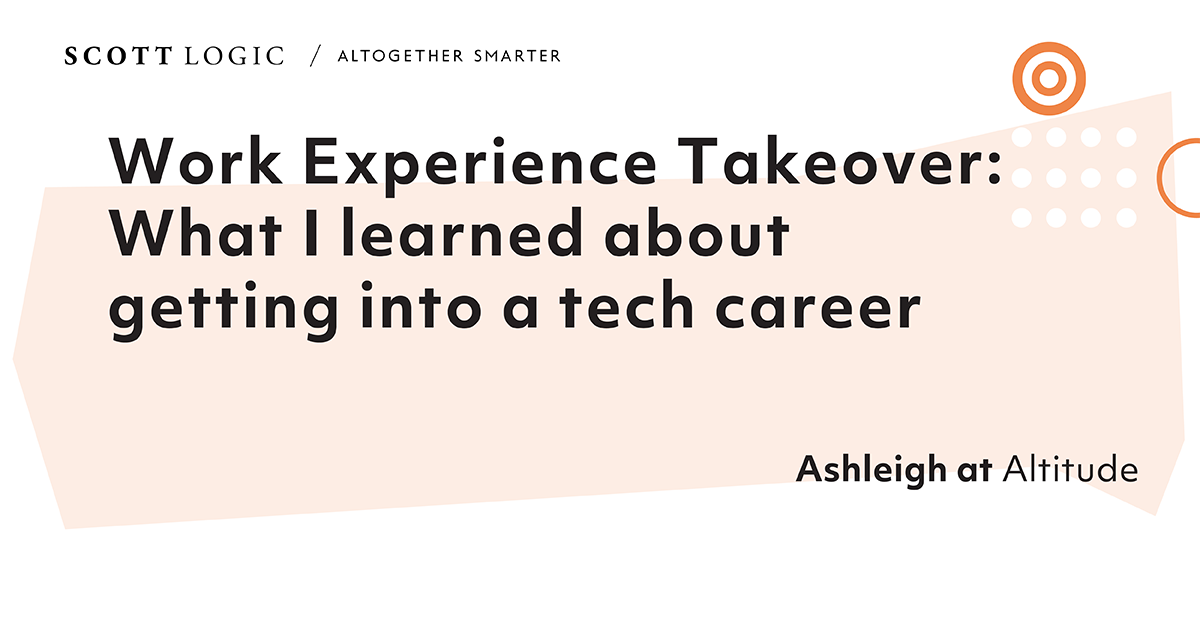 SCOTT LOGIC / ALTOGETHER SMARTER
Work Experience Takeover:
What I learned about
getting into a tech career
Ashleigh at Altitude